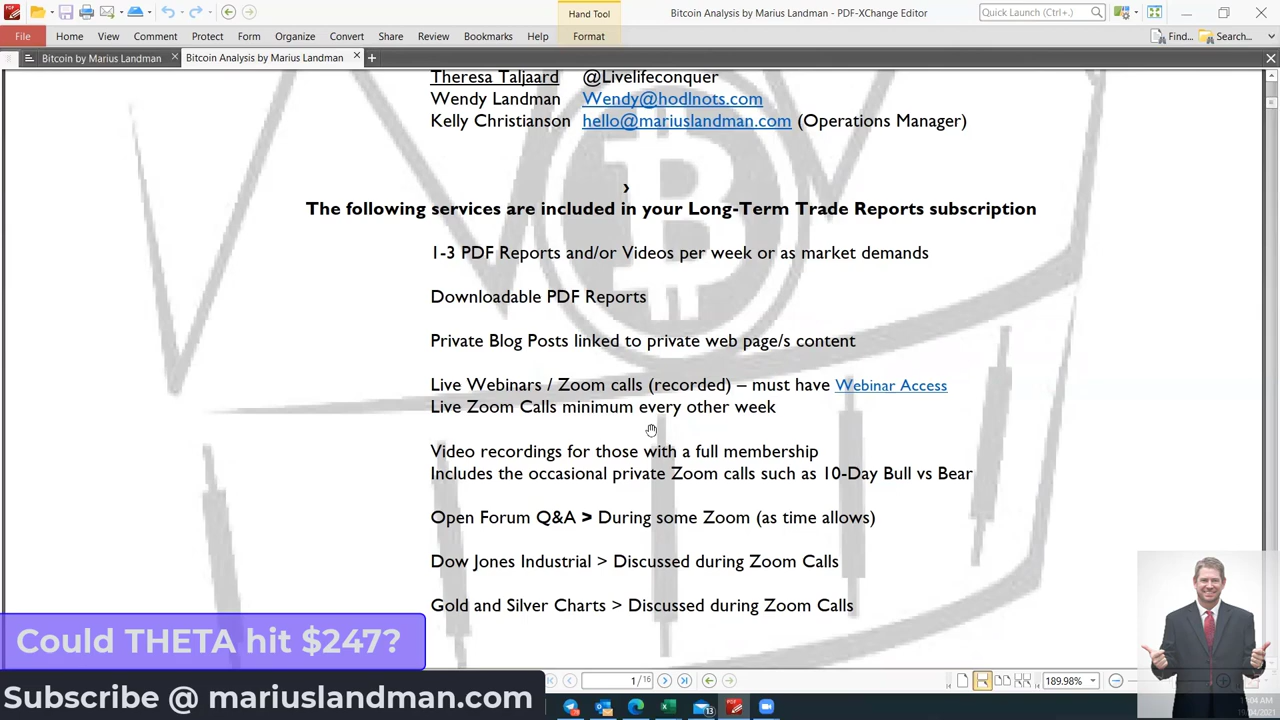 Bitcoin Analysis by Marius Landman - PDF-XChange Editor
Hand Tool
Quick Launch (Ctrl+.)
File Home View Comment Protect Form Organize Convert Share Review Bookmarks Help Format Find... Search...
Bitcoin by Marius Landman Bitcoin Analysis by Marius Landman
Theresa Taljaard @Livelifeconquer
Wendy Landman Wendy@hodlnots.com
Kelly Christianson hello@mariuslandman.com (Operations Manager)
›
The following services are included in your Long-Term Trade Reports subscription
1-3 PDF Reports and/or Videos per week or as market demands
Downloadable PDF Reports
Private Blog Posts linked to private web page/s content
Live Webinars / Zoom calls (recorded) – must have Webinar Access
Live Zoom Calls minimum every other week
Video recordings for those with a full membership
Includes the occasional private Zoom calls such as 10-Day Bull vs Bear
Open Forum Q&A > During some Zoom (as time allows)
Dow Jones Industrial > Discussed during Zoom Calls
Gold and Silver Charts > Discussed during Zoom Calls
Could THETA hit $247?
1/16
189.98%
Subscribe @ mariuslandman.com
13
19/04/2021